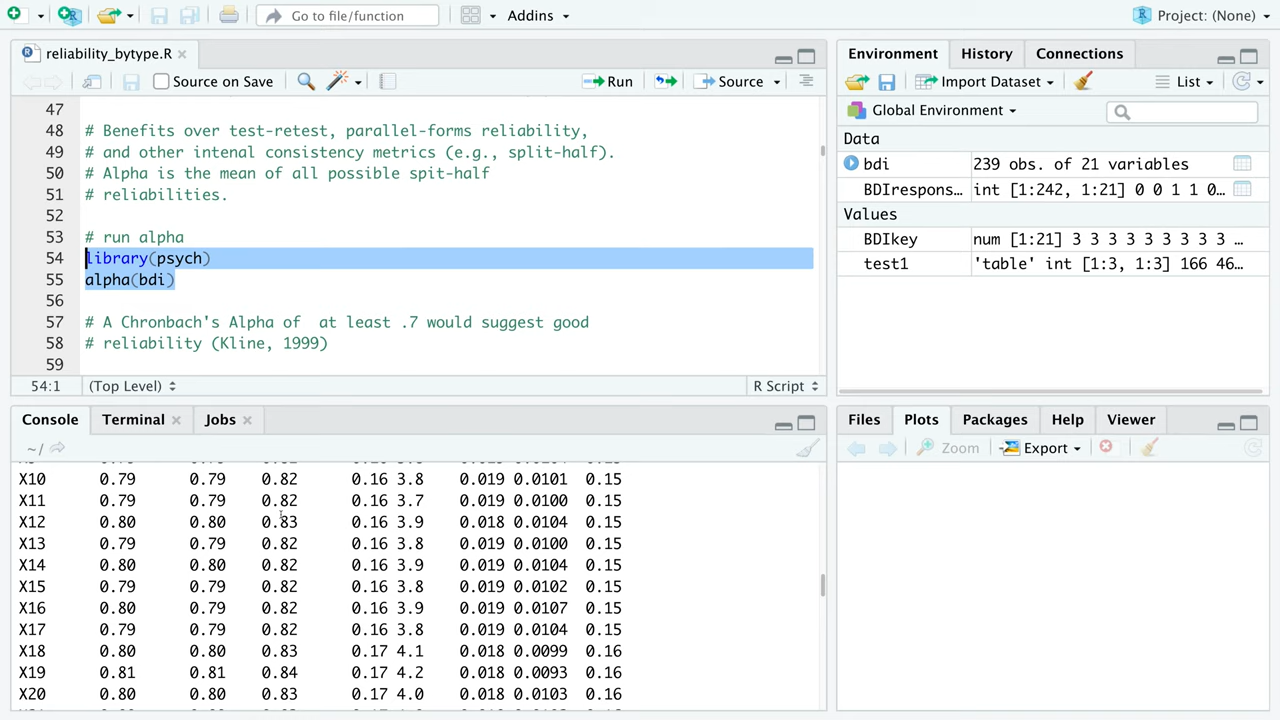 Go to file/function
Addins
Project: (None)
reliability_bytype.R
Source on Save
Run
Source
47
48 # Benefits over test-retest, parallel-forms reliability,
49 # and other intenal consistency metrics (e.g., split-half).
50 # Alpha is the mean of all possible spit-half
51 # reliabilities.
52
53 # run alpha
54 library(psych)
55 alpha(bdi)
56
57 # A Chronbach's Alpha of  at least .7 would suggest good
58 # reliability (Kline, 1999)
59
54:1 (Top Level) R Script
Console Terminal Jobs
~/
X10 0.79 0.79 0.82 0.16 3.8 0.019 0.0101 0.15
X11 0.79 0.79 0.82 0.16 3.7 0.019 0.0100 0.15
X12 0.80 0.80 0.83 0.16 3.9 0.018 0.0104 0.15
X13 0.79 0.79 0.82 0.16 3.8 0.019 0.0100 0.15
X14 0.80 0.80 0.82 0.16 3.9 0.019 0.0104 0.15
X15 0.79 0.79 0.82 0.16 3.8 0.019 0.0102 0.15
X16 0.80 0.79 0.82 0.16 3.9 0.019 0.0107 0.15
X17 0.79 0.79 0.82 0.16 3.8 0.019 0.0104 0.15
X18 0.80 0.80 0.83 0.17 4.1 0.018 0.0099 0.16
X19 0.81 0.81 0.84 0.17 4.2 0.018 0.0093 0.16
X20 0.80 0.80 0.83 0.17 4.0 0.018 0.0103 0.16
Environment History Connections
Import Dataset List
Global Environment
Data
bdi 239 obs. of 21 variables
BDIrespons… int [1:242, 1:21] 0 0 1 1 0…
Values
BDIkey num [1:21] 3 3 3 3 3 3 3 3 3 …
test1 'table' int [1:3, 1:3] 166 46…
Files Plots Packages Help Viewer
Zoom Export